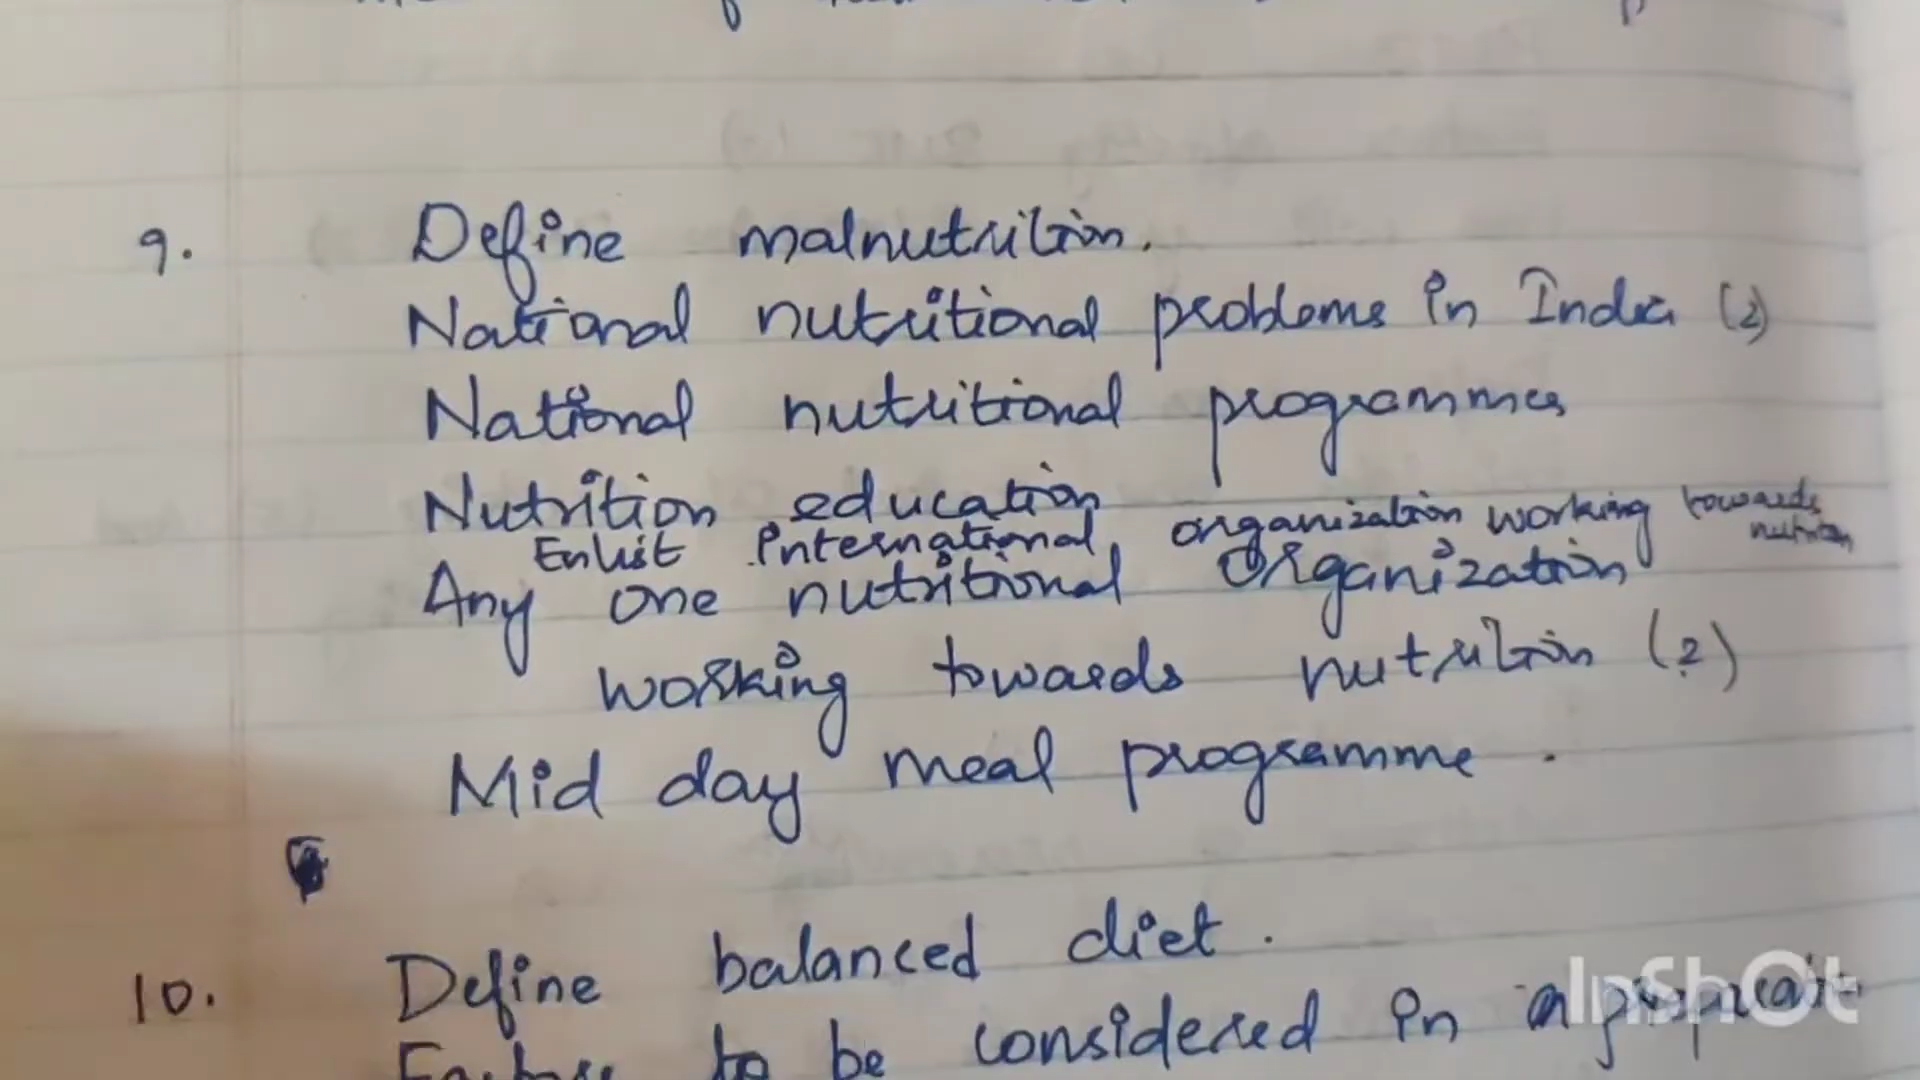 9. Define malnutrition.
National nutritional problems in India (2)
National nutritional programmes
Nutrition education
Enlist International organization working towards nutrition
Any one nutritional Organization
working towards nutrition (2)
Mid day meal programme.
10. Define balanced diet.
to be considered in
InShOt